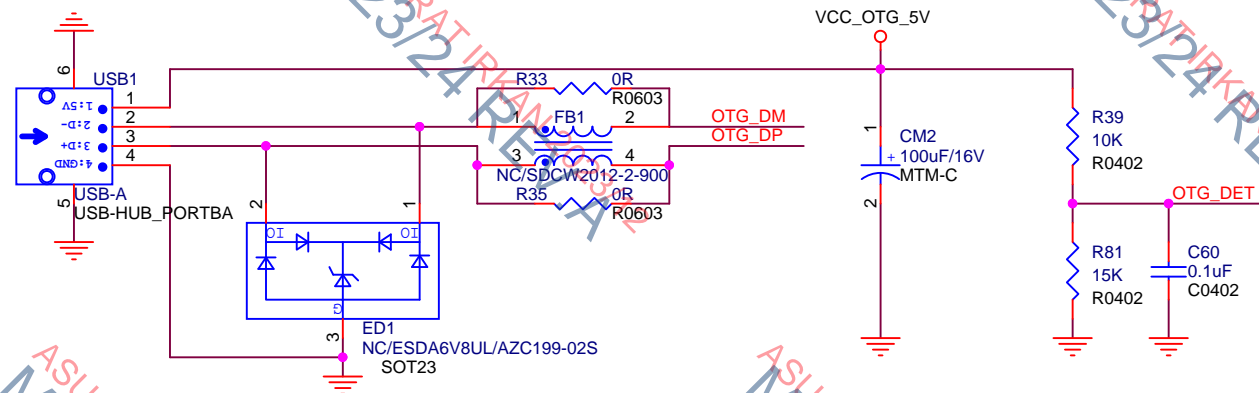 VCC_OTG_5V
6
USB1
1:5V
2:D-
3:D+
4:GND
1
2
3
4
5
USB-A
USB-HUB_PORTBA
R33
0R
R0603
1
FB1
2
3
4
NC/SDCW2012-2-900
R35
0R
R0603
OTG_DM
OTG_DP
1
CM2
+
100uF/16V
MTM-C
2
R39
10K
R0402
OTG_DET
R81
15K
R0402
C60
0.1uF
C0402
2
1
IO
IO
G
3
ED1
NC/ESDA6V8UL/AZC199-02S
SOT23